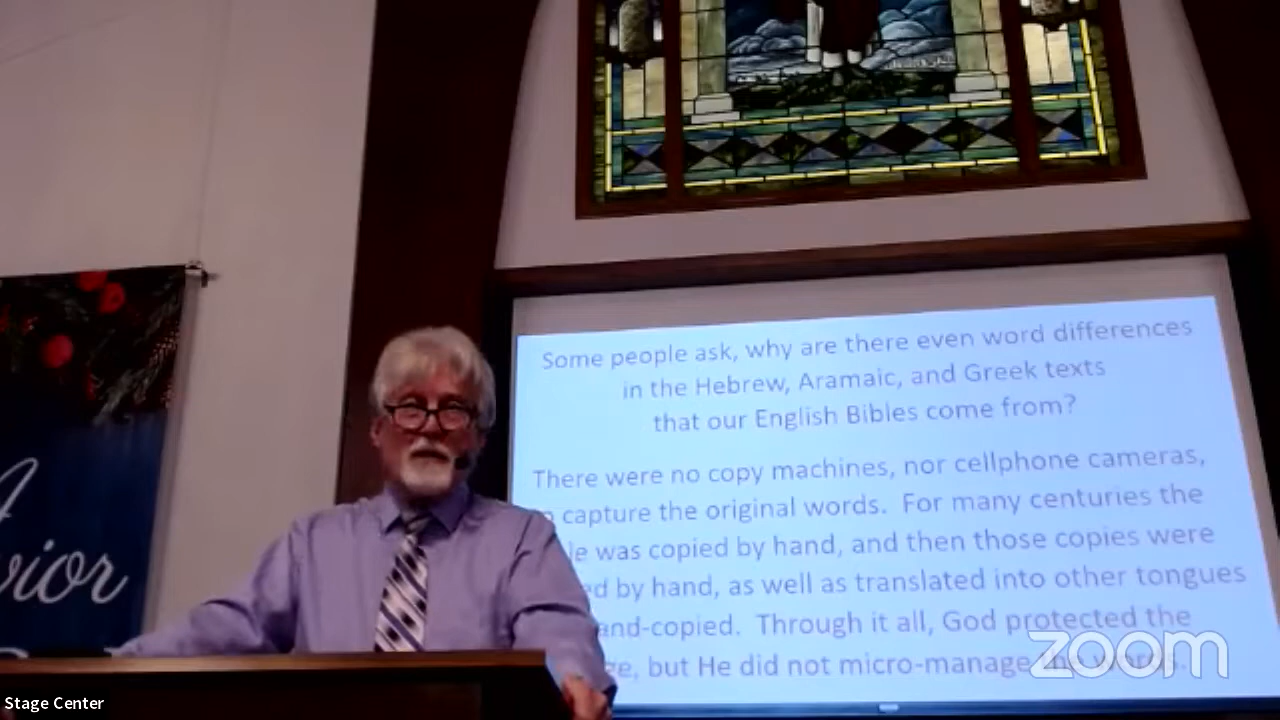 Some people ask, why are there even word differences
in the Hebrew, Aramaic, and Greek texts
that our English Bibles come from?
There were no copy machines, nor cellphone cameras,
capture the original words. For many centuries the
was copied by hand, and then those copies were
by hand, as well as translated into other tongues
and-copied. Through it all, God protected the
but He did not micro-manage the words.
A
vior
zoom
Stage Center